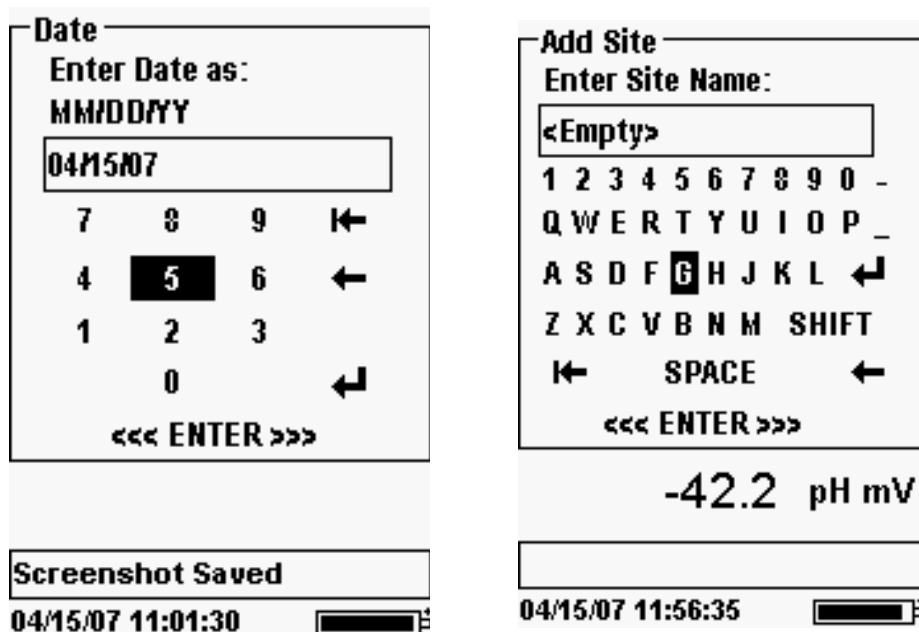 Date
Enter Date as:
MM/DD/YY
04/15/07
7 8 9
4 5 6
1 2 3
0
<<< ENTER >>>
Screenshot Saved
04/15/07 11:01:30
Add Site
Enter Site Name:
<Empty>
1 2 3 4 5 6 7 8 9 0 -
Q W E R T Y U I O P _
A S D F G H J K L
Z X C V B N M SHIFT
SPACE
<<< ENTER >>>
-42.2 pH mV
04/15/07 11:56:35